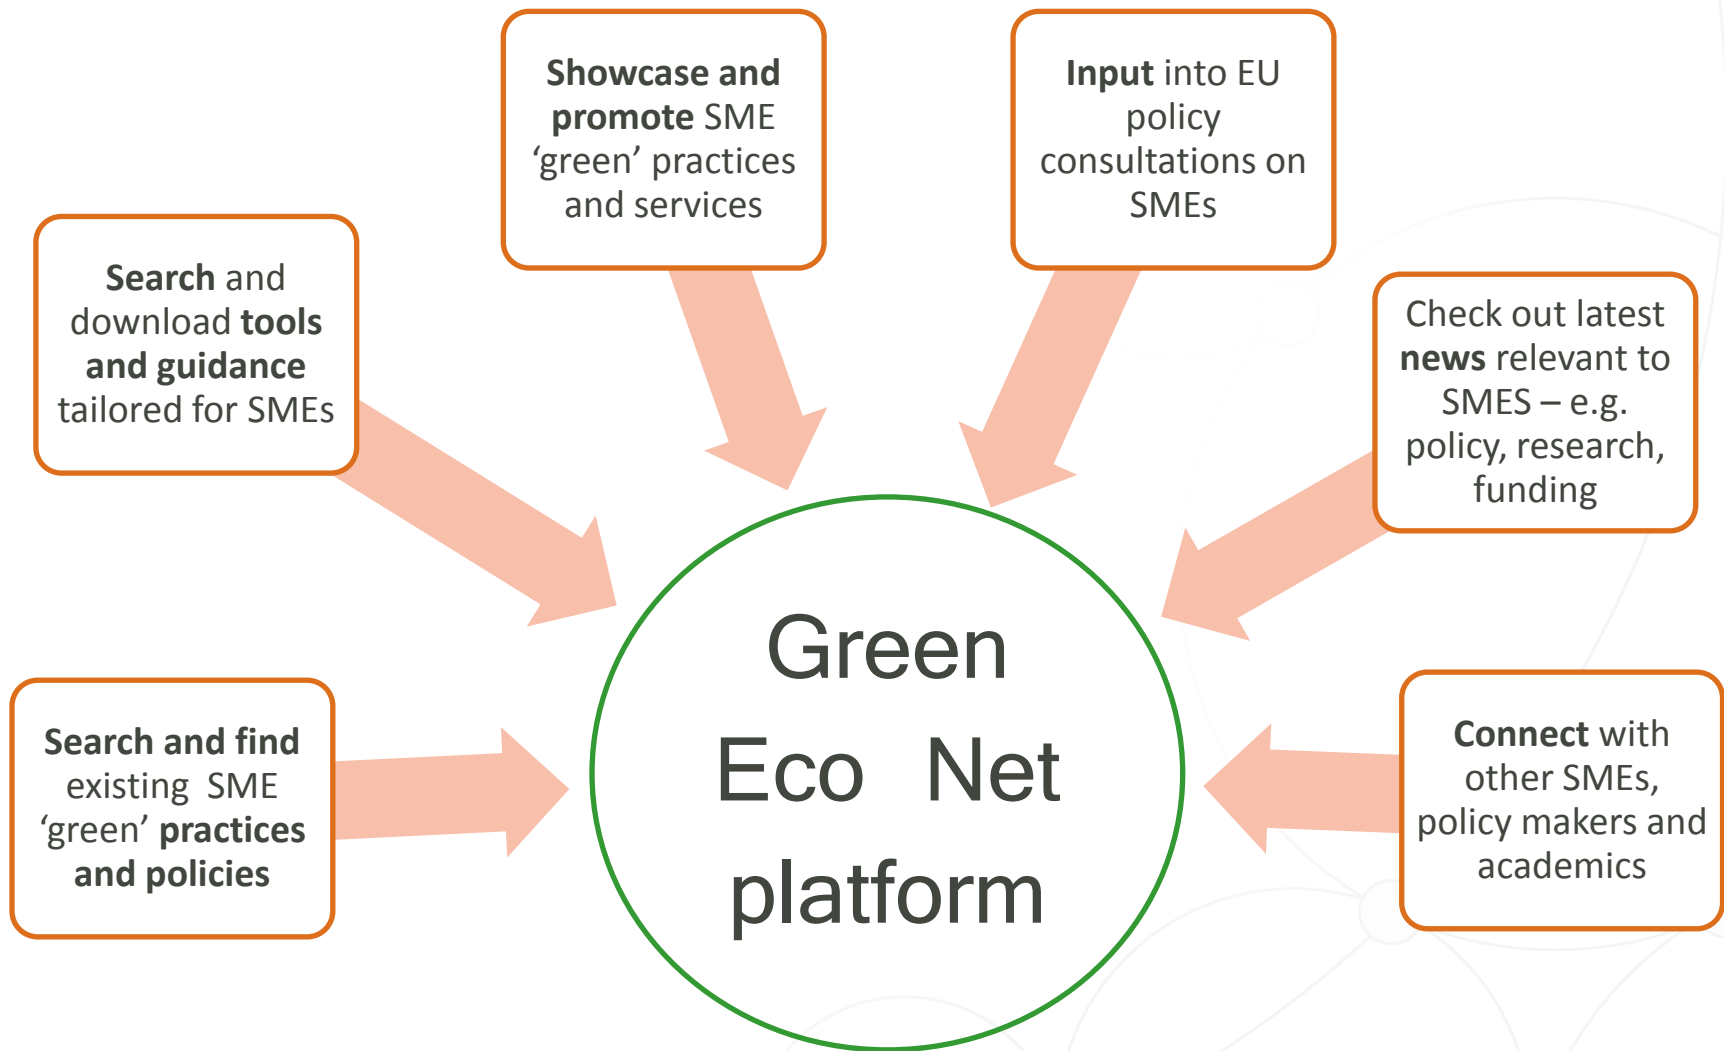 Showcase and
promote SME
‘green’ practices
and services
Input into EU
policy
consultations on
SMEs
Search and
download tools
and guidance
tailored for SMEs
Check out latest
news relevant to
SMES – e.g.
policy, research,
funding
Search and find
existing  SME
‘green’ practices
and policies
Connect with
other SMEs,
policy makers and
academics
Green
Eco  Net
platform